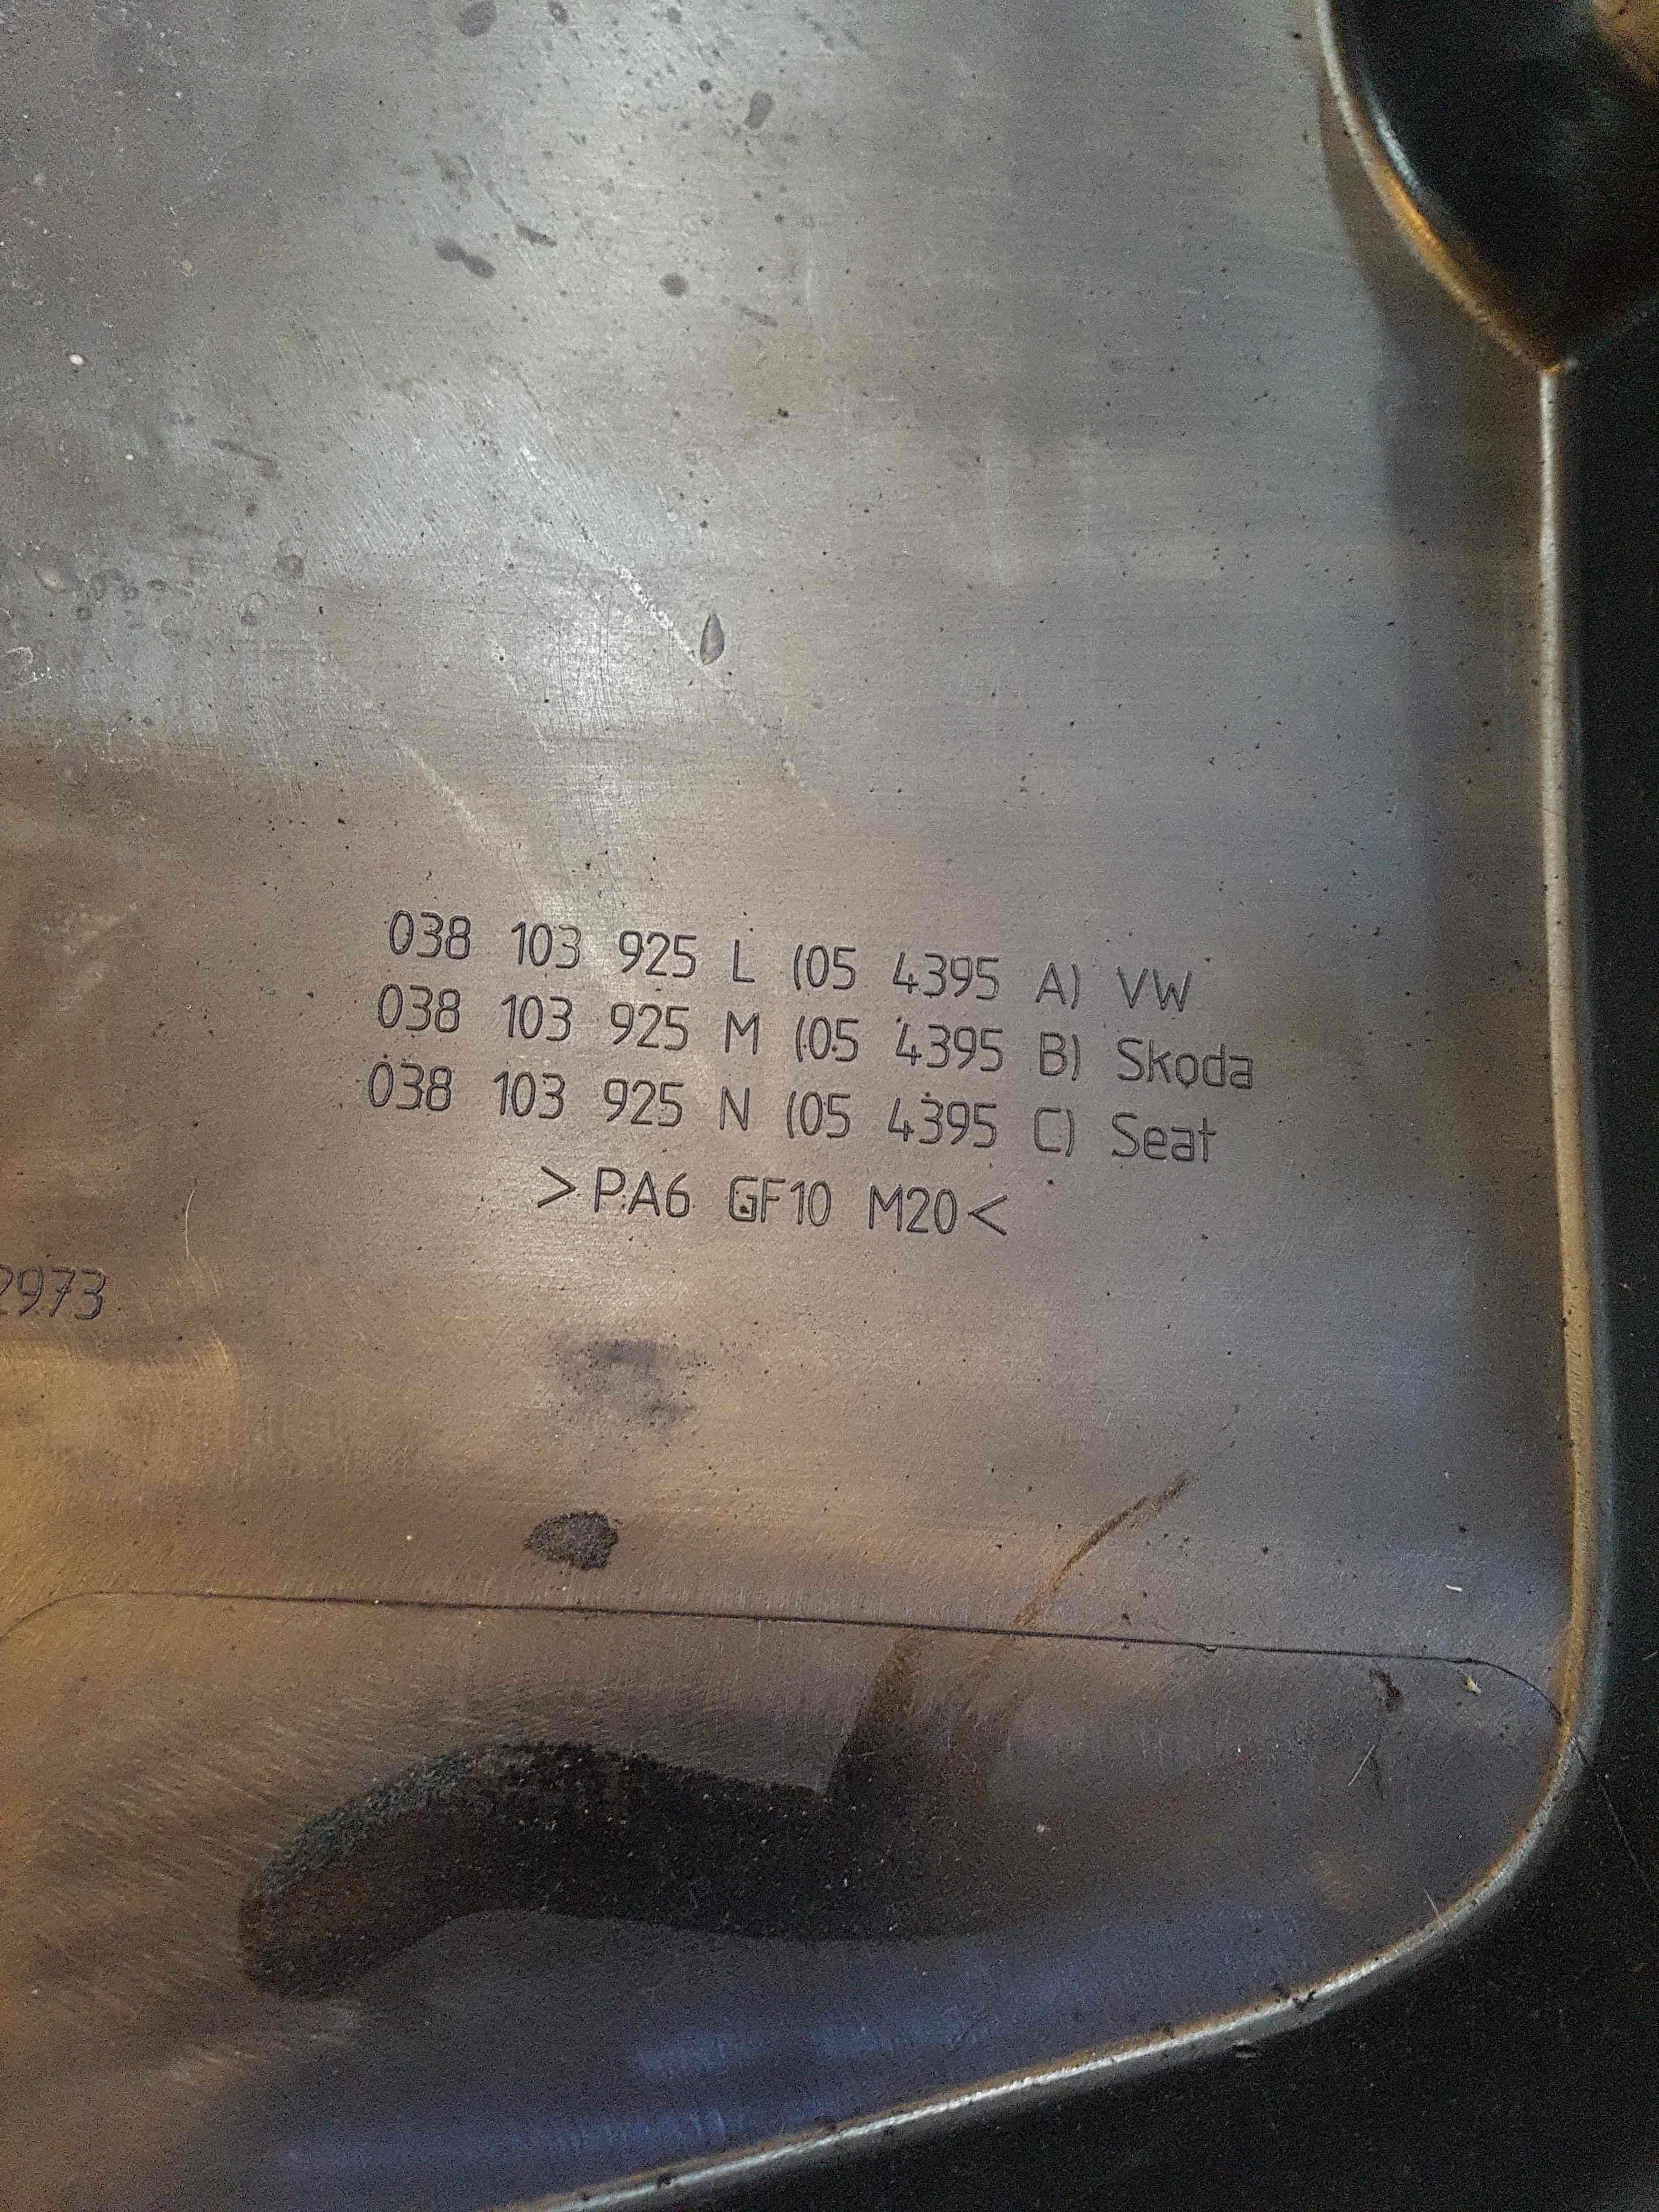 038 103 925 L (05 4395 A) VW
038 103 925 M (05 4395 B) Skoda
038 103 925 N (05 4395 C) Seat
>PA6 GF10 M20<
2973